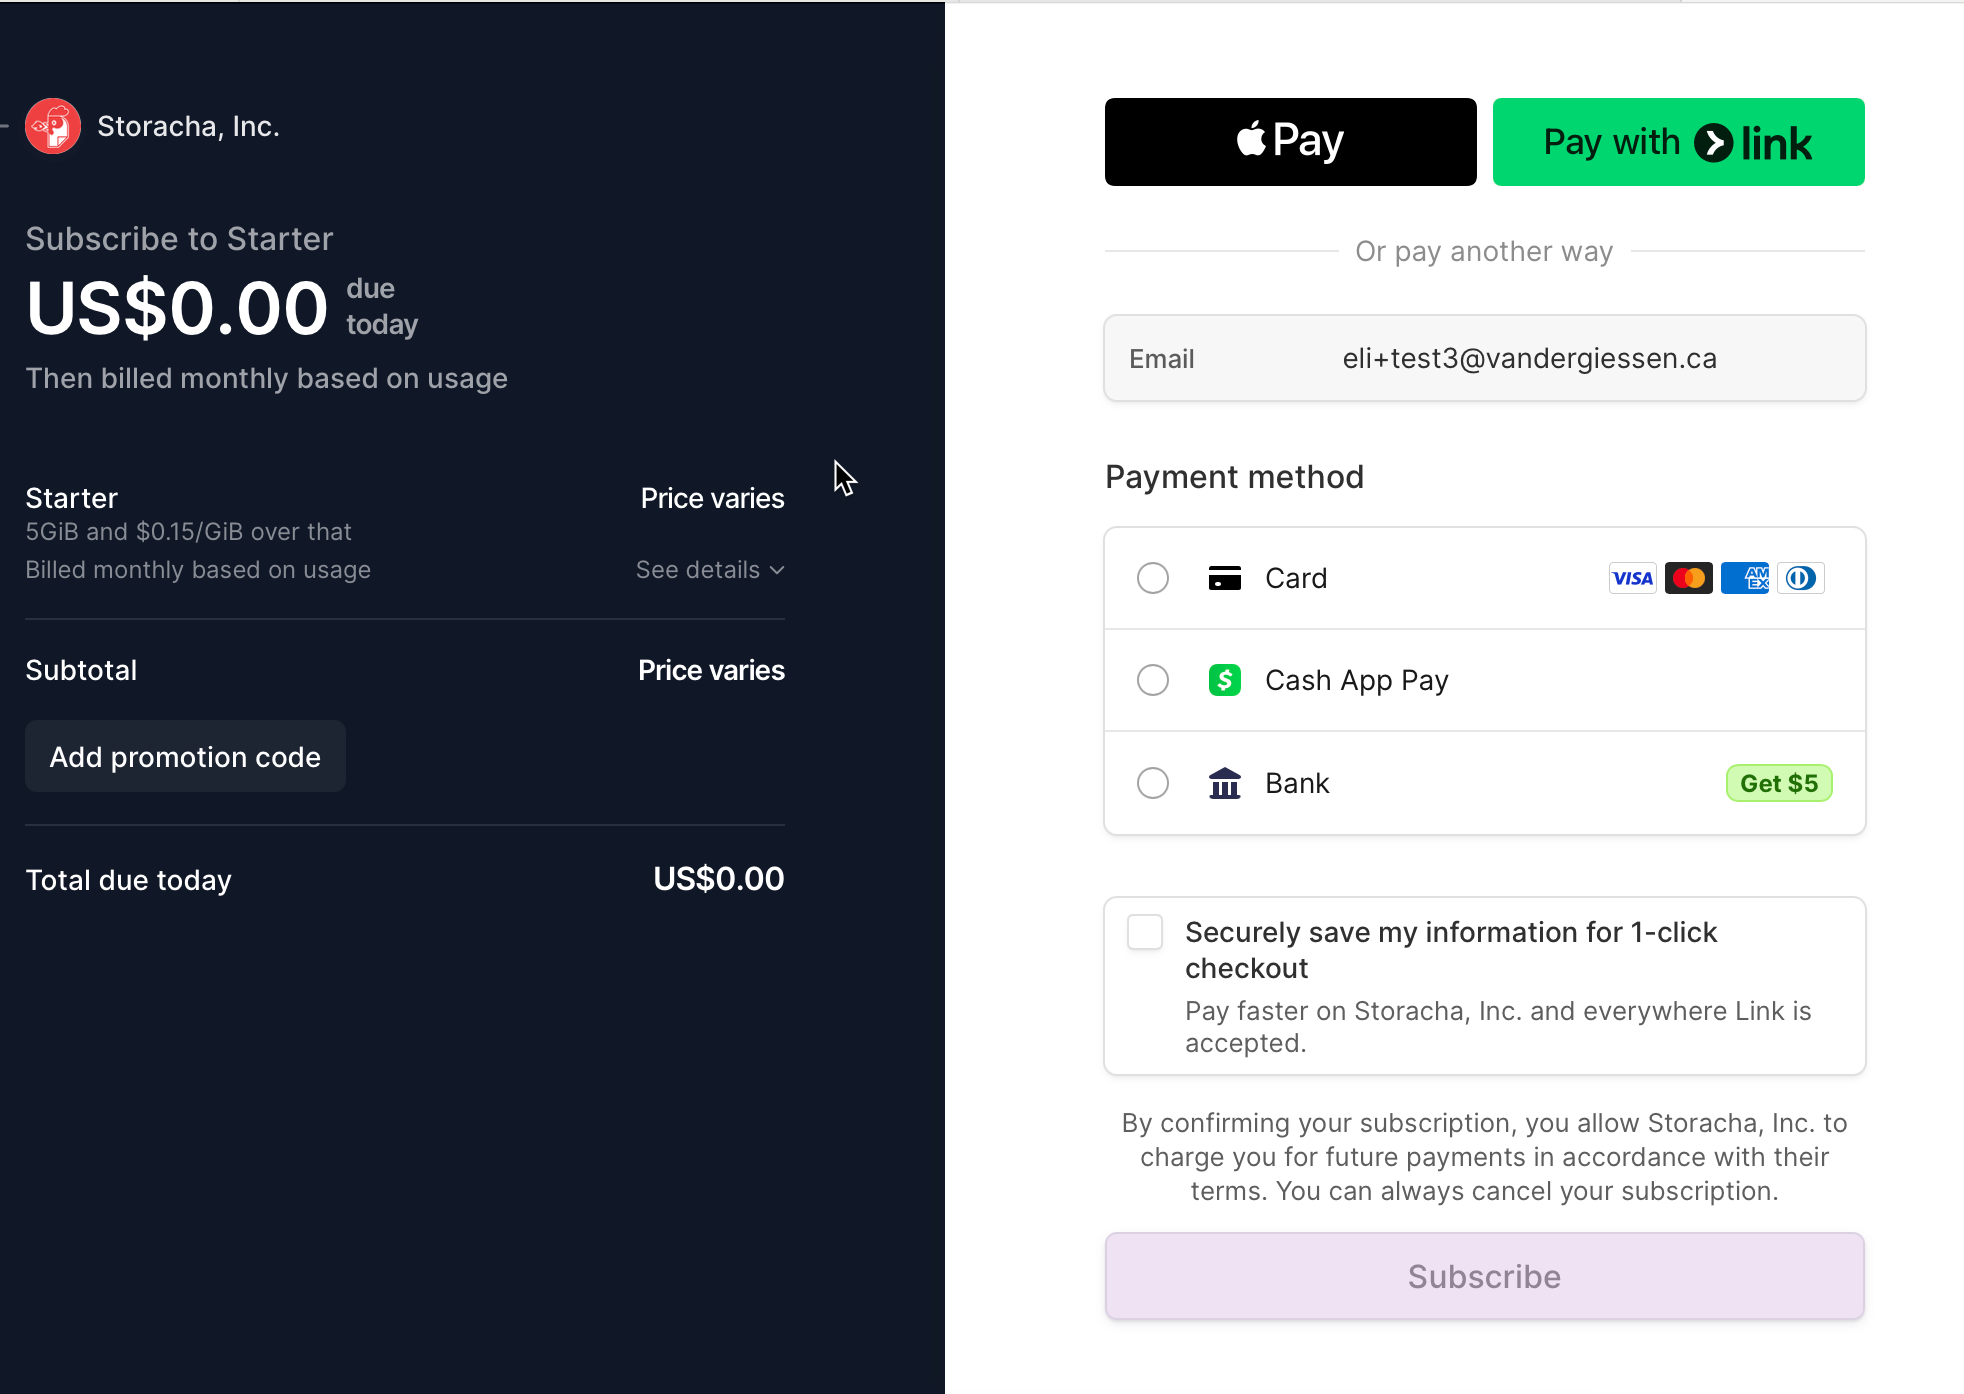 Storacha, Inc.
Subscribe to Starter
US$0.00 due today
Then billed monthly based on usage
Starter Price varies
5GiB and $0.15/GiB over that
Billed monthly based on usage See details
Subtotal Price varies
Add promotion code
Total due today US$0.00
Pay
Pay with link
Or pay another way
Email eli+test3@vandergiessen.ca
Payment method
Card VISA AM EX
Cash App Pay
Bank Get $5
Securely save my information for 1-click
checkout
Pay faster on Storacha, Inc. and everywhere Link is
accepted.
By confirming your subscription, you allow Storacha, Inc. to
charge you for future payments in accordance with their
terms. You can always cancel your subscription.
Subscribe